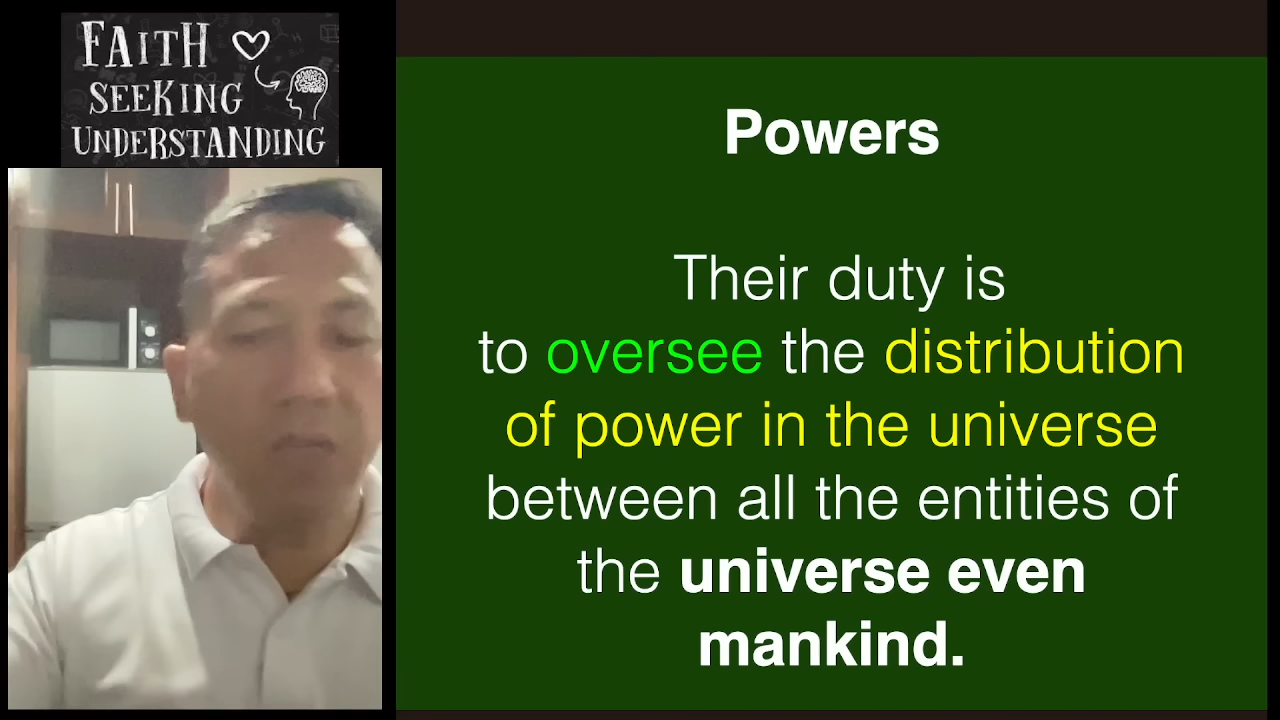 FAITH
SEEKING
UNDERSTANDING
Powers
Their duty is
to oversee the distribution
of power in the universe
between all the entities of
the universe even
mankind.